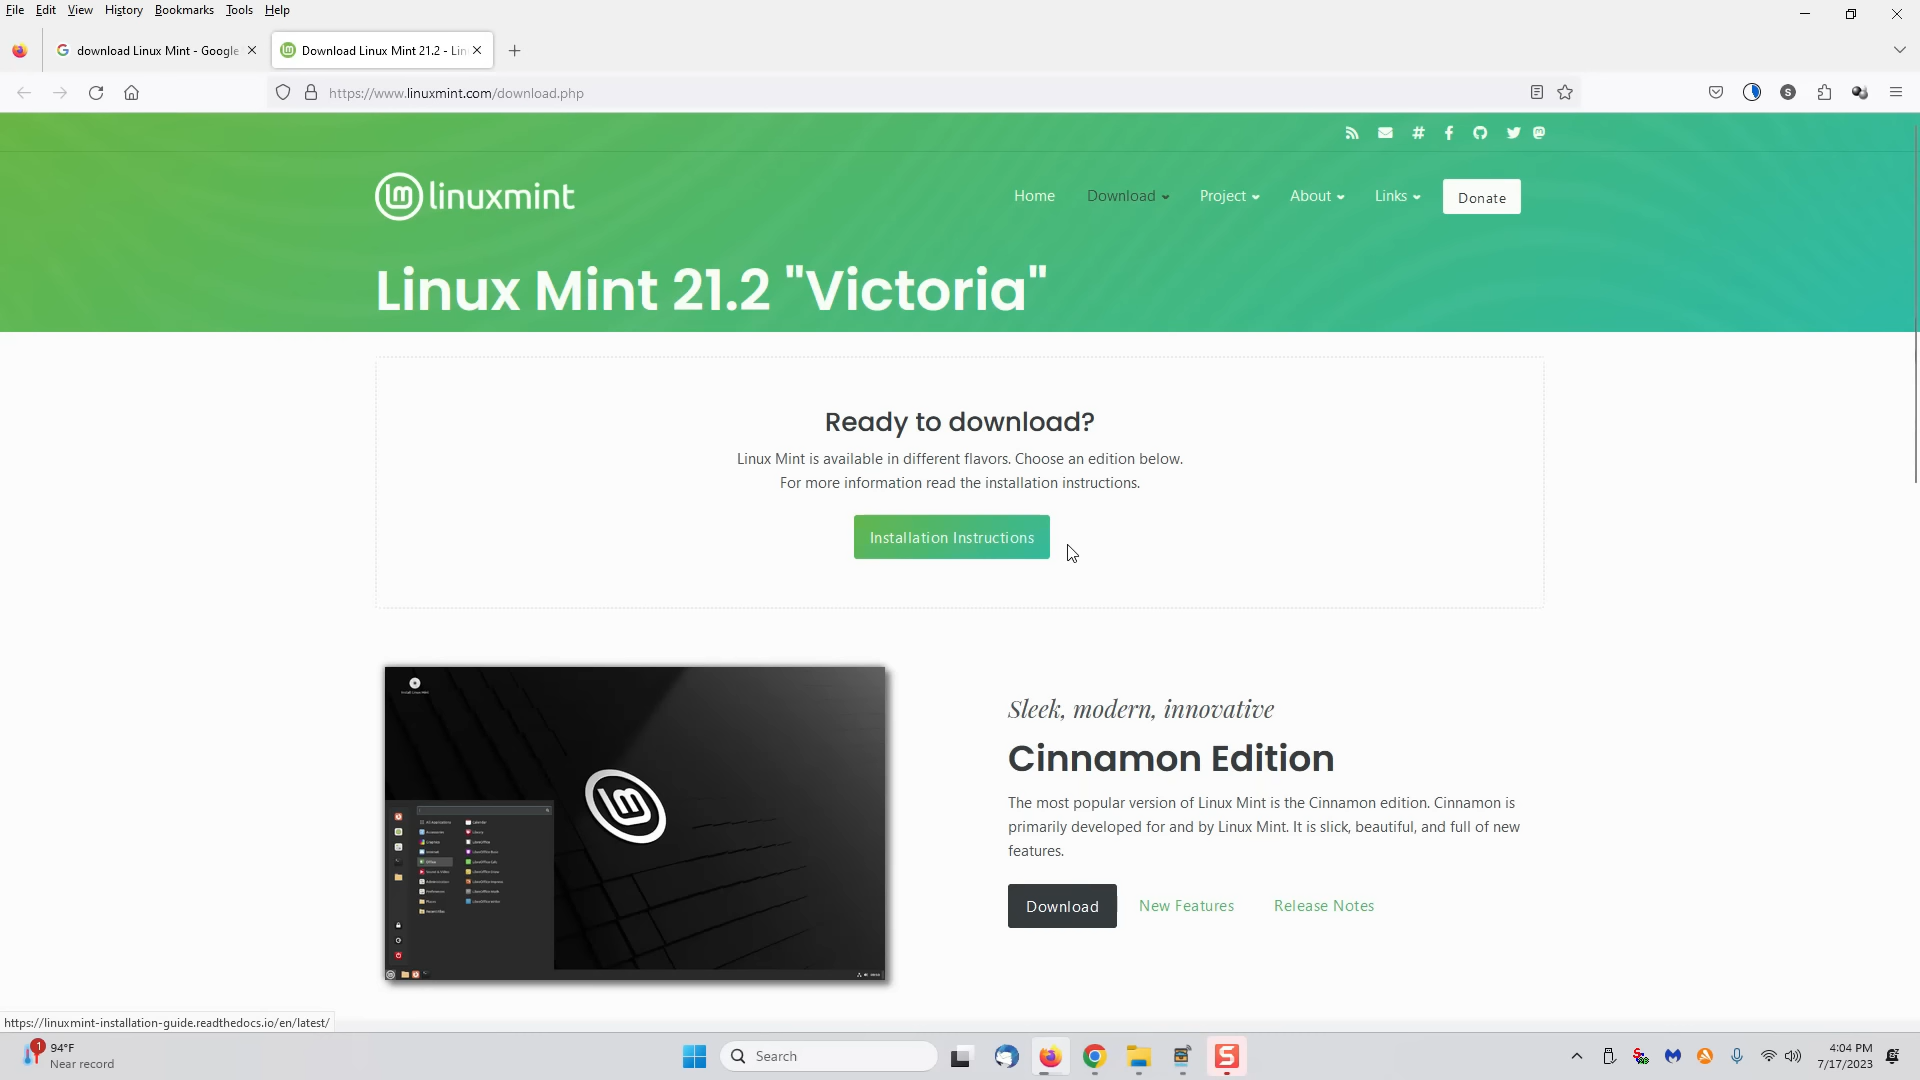 File Edit View History Bookmarks Tools Help
download Linux Mint - Google
Download Linux Mint 21.2 - Lin
https://www.linuxmint.com/download.php
linuxmint
Home Download Project About Links Donate
Linux Mint 21.2 "Victoria"
Ready to download?
Linux Mint is available in different flavors. Choose an edition below.
For more information read the installation instructions.
Installation Instructions
Sleek, modern, innovative
Cinnamon Edition
The most popular version of Linux Mint is the Cinnamon edition. Cinnamon is
primarily developed for and by Linux Mint. It is slick, beautiful, and full of new
features.
Download New Features Release Notes
https://linuxmint-installation-guide.readthedocs.io/en/latest/
1
94°F
Near record
Search
4:04 PM
7/17/2023